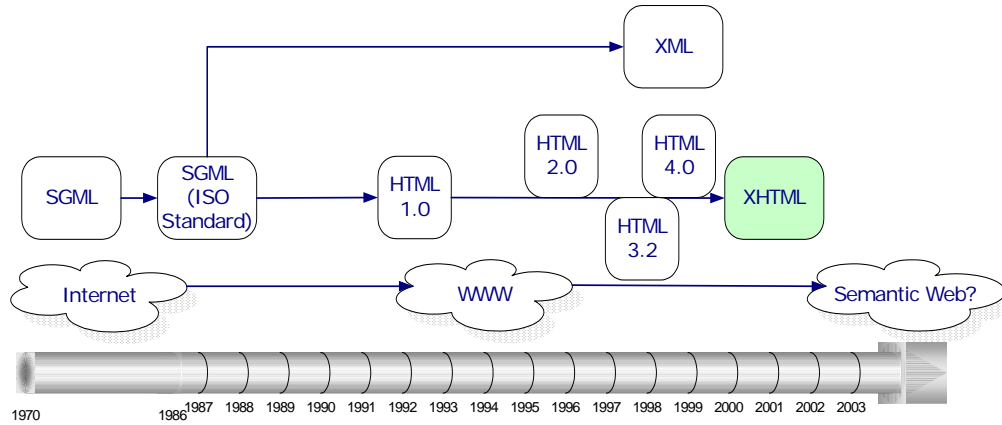 XML
HTML
2.0
HTML
4.0
SGML
SGML
(ISO
Standard)
HTML
1.0
XHTML
HTML
3.2
Internet
WWW
Semantic Web?
1970
1986
1987
1988
1989
1990
1991
1992
1993
1994
1995
1996
1997
1998
1999
2000
2001
2002
2003